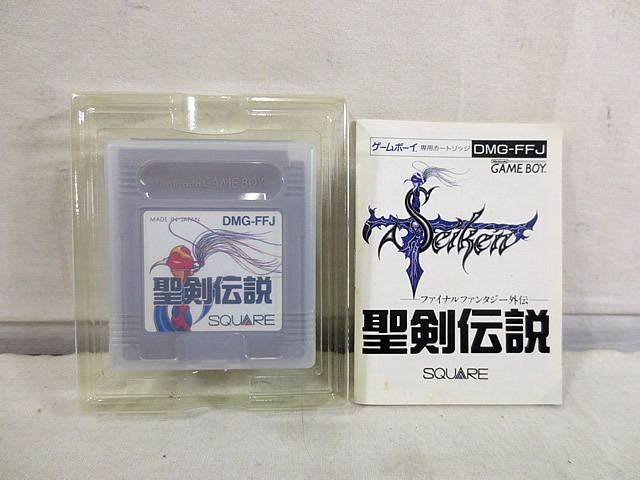 Nintendo GAME BOY
MADE IN JAPAN
DMG-FFJ
聖剣伝説
SQUARE
ゲームボーイ専用カートリッジ
DMG-FFJ
Nintendo
GAME BOY
Seiken
ファイナルファンタジー外伝
聖剣伝説
SQUARE